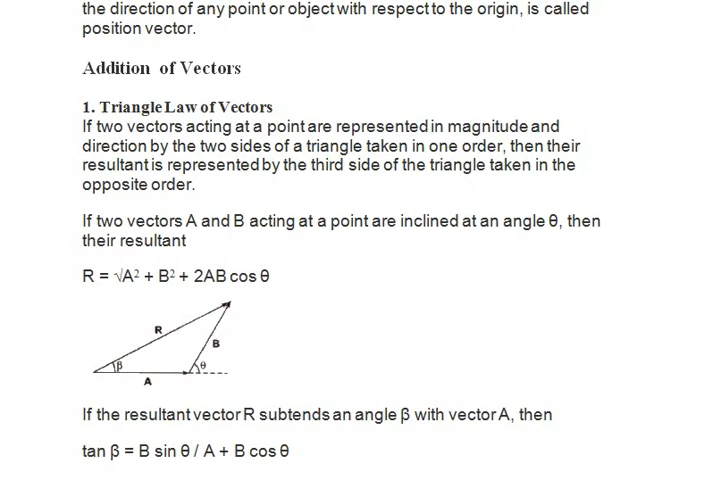 the direction of any point or object with respect to the origin, is called
position vector.
Addition of Vectors
1. Triangle Law of Vectors
If two vectors acting at a point are represented in magnitude and
direction by the two sides of a triangle taken in one order, then their
resultant is represented by the third side of the triangle taken in the
opposite order.
If two vectors A and B acting at a point are inclined at an angle θ, then
their resultant
R = √A² + B² + 2AB cos θ
R
B
β
θ
A
If the resultant vector R subtends an angle β with vector A, then
tan β = B sin θ / A + B cos θ